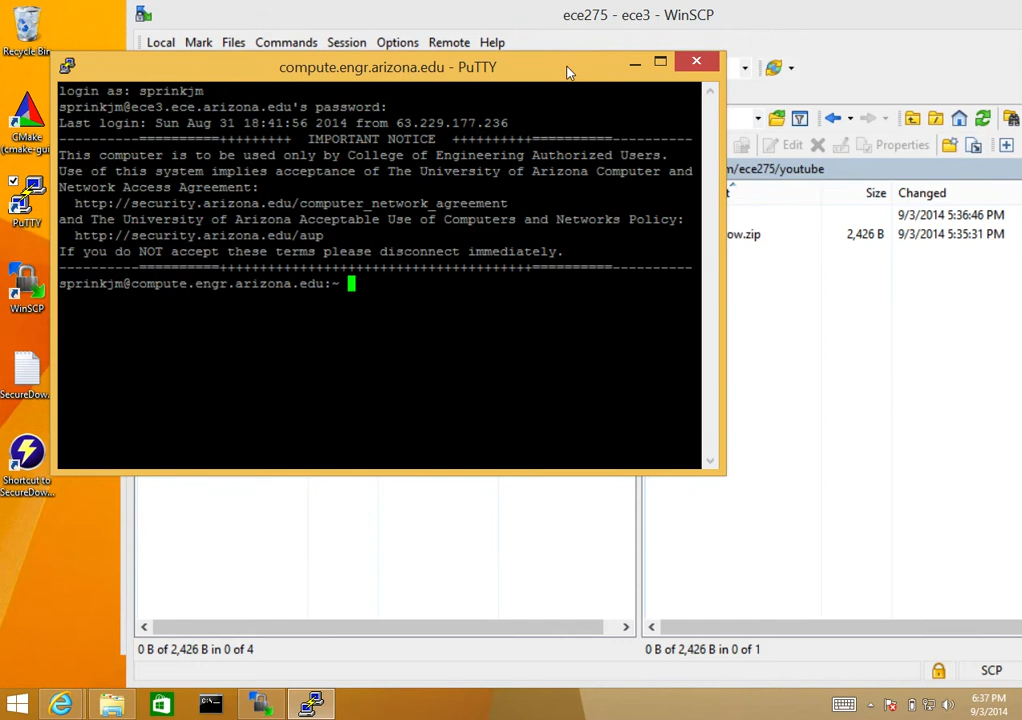 ece275 - ece3 - WinSCP
Recycle Bin
Local Mark Files Commands Session Options Remote Help
compute.engr.arizona.edu - PuTTY
login as: sprinkjm
sprinkjm@ece3.ece.arizona.edu's password:
Last login: Sun Aug 31 18:41:56 2014 from 63.229.177.236
----------==========++++++++  IMPORTANT NOTICE  ++++++++==========----------
This computer is to be used only by College of Engineering Authorized Users.
Use of this system implies acceptance of The University of Arizona Computer and
Network Access Agreement:
http://security.arizona.edu/computer_network_agreement
and The University of Arizona Acceptable Use of Computers and Networks Policy:
http://security.arizona.edu/aup
If you do NOT accept these terms please disconnect immediately.
----------==========++++++++++++++++++++++++++++++++++++==========----------
sprinkjm@compute.engr.arizona.edu:~
CMake
(cmake-gui
PuTTY
WinSCP
SecureDow...
Shortcut to
SecureDow...
Edit
Properties
m/ece275/youtube
t Size Changed
9/3/2014 5:36:46 PM
ow.zip 2,426 B 9/3/2014 5:35:31 PM
0 B of 2,426 B in 0 of 4
0 B of 2,426 B in 0 of 1
SCP
6:37 PM
9/3/2014